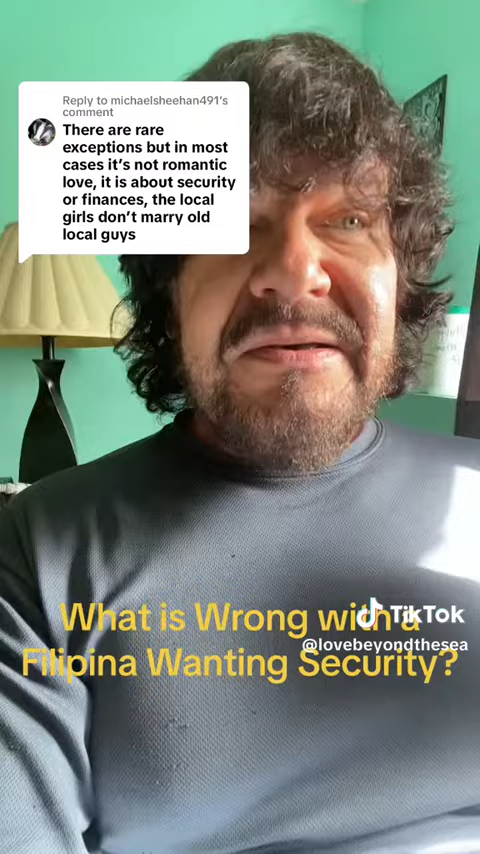 Reply to michaelsheehan491's
comment
There are rare
exceptions but in most
cases it's not romantic
love, it is about security
or finances, the local
girls don't marry old
local guys
What is Wrong with a
TikTok
@lovebeyondthesea
Filipina Wanting Security?